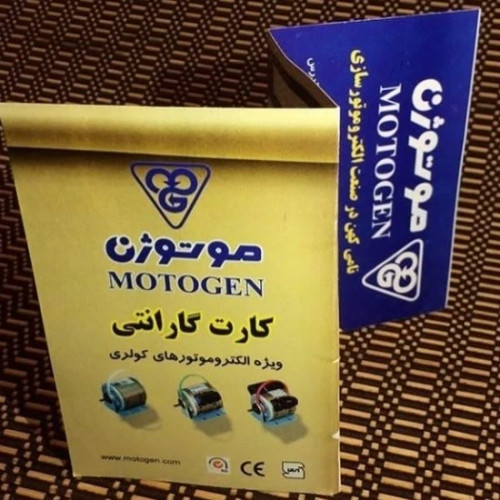 موتوژن
MOTOGEN
کارت گارانتی
ویژه الکتروموتورهای کولری
www.motogen.com
CE
موتوژن
MOTOGEN
نامی کهن در صنعت الکتروموتورسازی